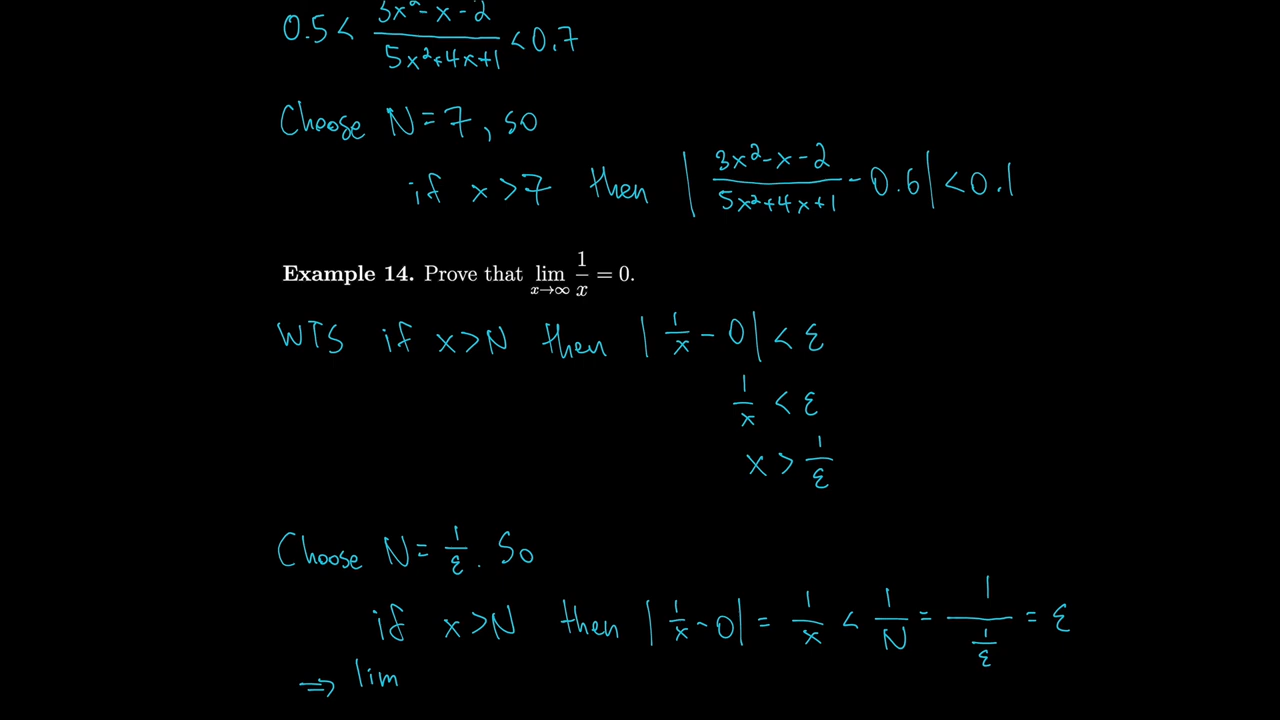 0.5 < 3x²-x-2 / 5x²+4x+1 < 0.7
Choose N=7, so
if x>7 then | 3x²-x-2 / 5x²+4x+1 - 0.6 | < 0.1
Example 14. Prove that lim x→∞ 1/x = 0.
WTS if x>N then | 1/x - 0 | < ε
1/x < ε
x > 1/ε
Choose N = 1/ε. So
if x>N then | 1/x - 0 | = 1/x < 1/N = 1/(1/ε) = ε
⇒ lim